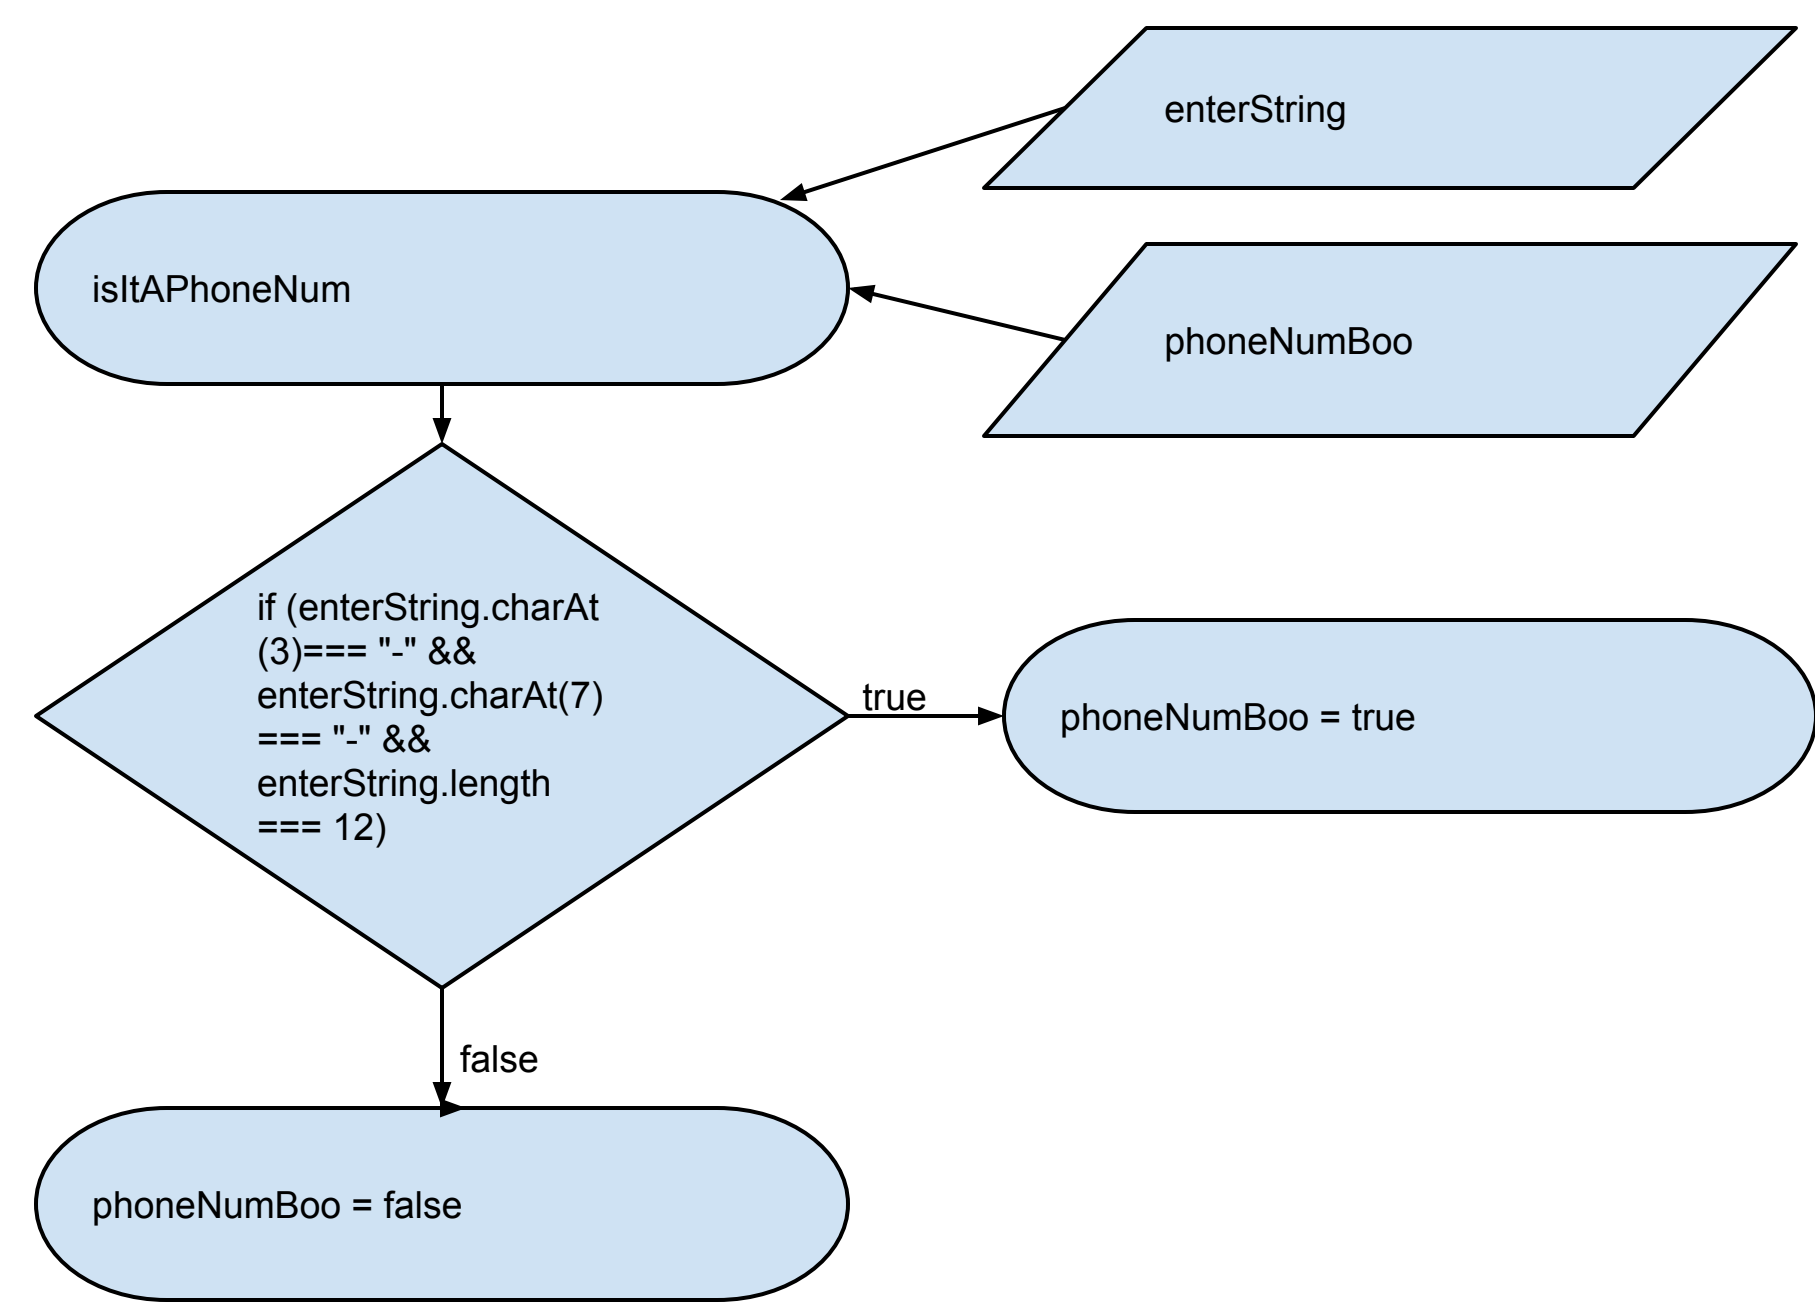 enterString
isItAPhoneNum
phoneNumBoo
if (enterString.charAt
(3)=== "-" &&
enterString.charAt(7)
=== "-" &&
enterString.length
=== 12)
true
phoneNumBoo = true
false
phoneNumBoo = false